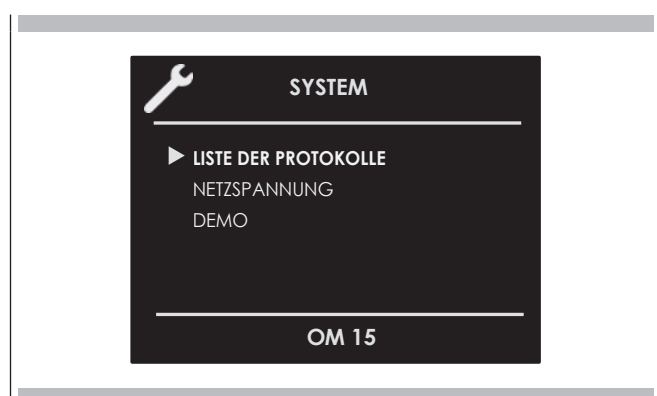 SYSTEM
LISTE DER PROTOKOLLE
NETZSPANNUNG
DEMO
OM 15